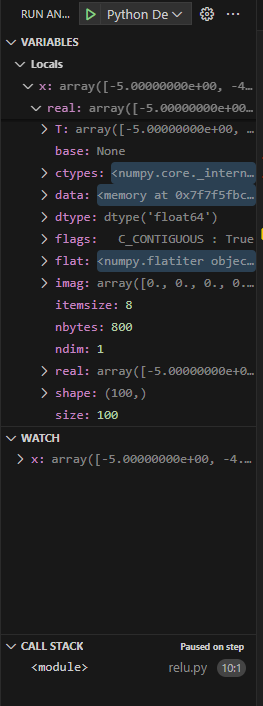 RUN AN... Python De
VARIABLES
Locals
x: array([-5.00000000e+00, -4...
real: array([-5.00000000e+00...
T: array([-5.00000000e+00, -...
base: None
ctypes: <numpy.core._intern...
data: <memory at 0x7f7f5fbc...
dtype: dtype('float64')
flags: C_CONTIGUOUS : True
flat: <numpy.flatiter objec...
imag: array([0., 0., 0., 0...
itemsize: 8
nbytes: 800
ndim: 1
real: array([-5.00000000e+0...
shape: (100,)
size: 100
WATCH
x: array([-5.00000000e+00, -4...
CALL STACK Paused on step
<module> relu.py 10:1